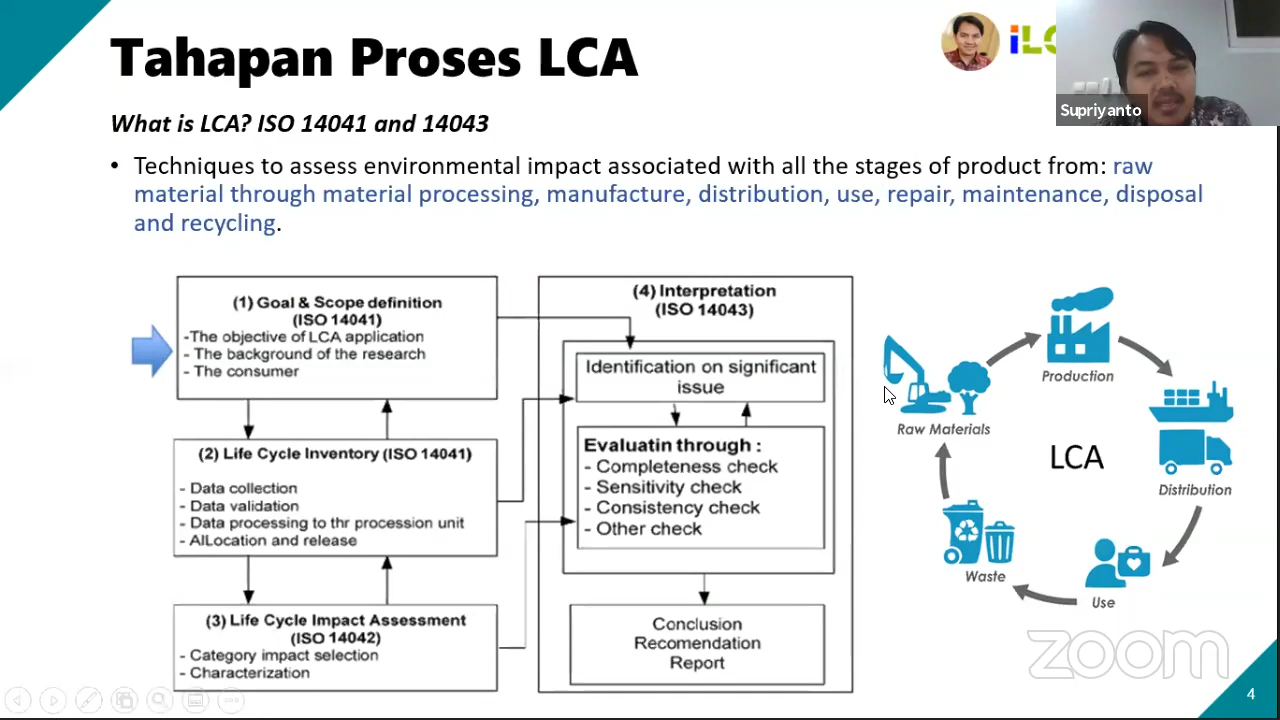 Tahapan Proses LCA
Supriyanto
What is LCA? ISO 14041 and 14043
• Techniques to assess environmental impact associated with all the stages of product from: raw
material through material processing, manufacture, distribution, use, repair, maintenance, disposal
and recycling.
(1) Goal & Scope definition
(ISO 14041)
-The objective of LCA application
- The background of the research
- The consumer
(2) Life Cycle Inventory (ISO 14041)
- Data collection
- Data validation
- Data processing to thr procession unit
- AlLocation and release
(3) Life Cycle Impact Assessment
(ISO 14042)
- Category impact selection
- Characterization
(4) Interpretation
(ISO 14043)
Identification on significant
issue
Evaluatin through :
- Completeness check
- Sensitivity check
- Consistency check
- Other check
Conclusion
Recomendation
Report
Production
Raw Materials
LCA
Distribution
Waste
Use
zoom
4